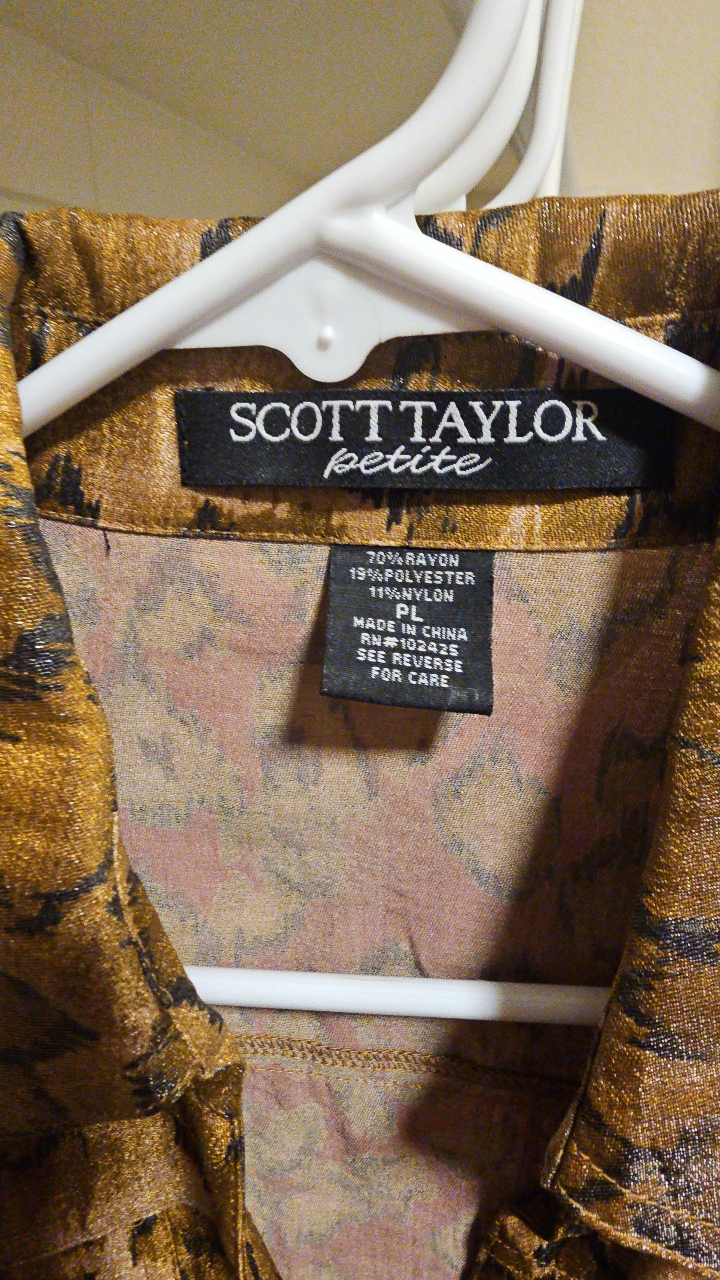 SCOTT TAYLOR
petite
70%RAYON
19%POLYESTER
11%NYLON
PL
MADE IN CHINA
RN#102425
SEE REVERSE
FOR CARE